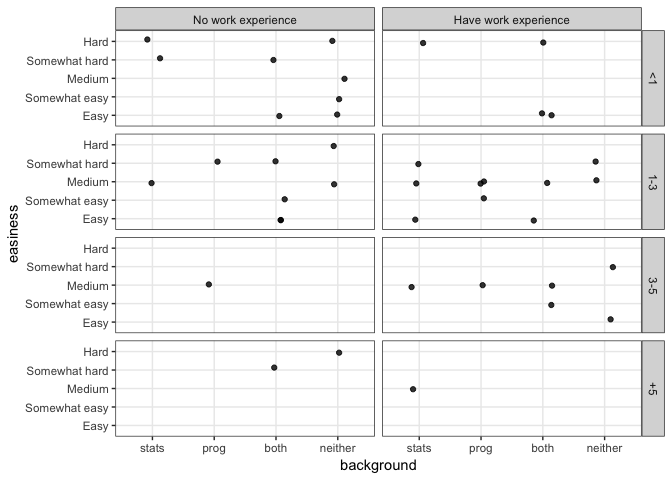 No work experience
Have work experience
Hard
Somewhat hard
Medium
Somewhat easy
Easy
<1
Hard
Somewhat hard
Medium
Somewhat easy
Easy
1-3
Hard
Somewhat hard
Medium
Somewhat easy
Easy
3-5
Hard
Somewhat hard
Medium
Somewhat easy
Easy
+5
easiness
stats prog both neither stats prog both neither
background